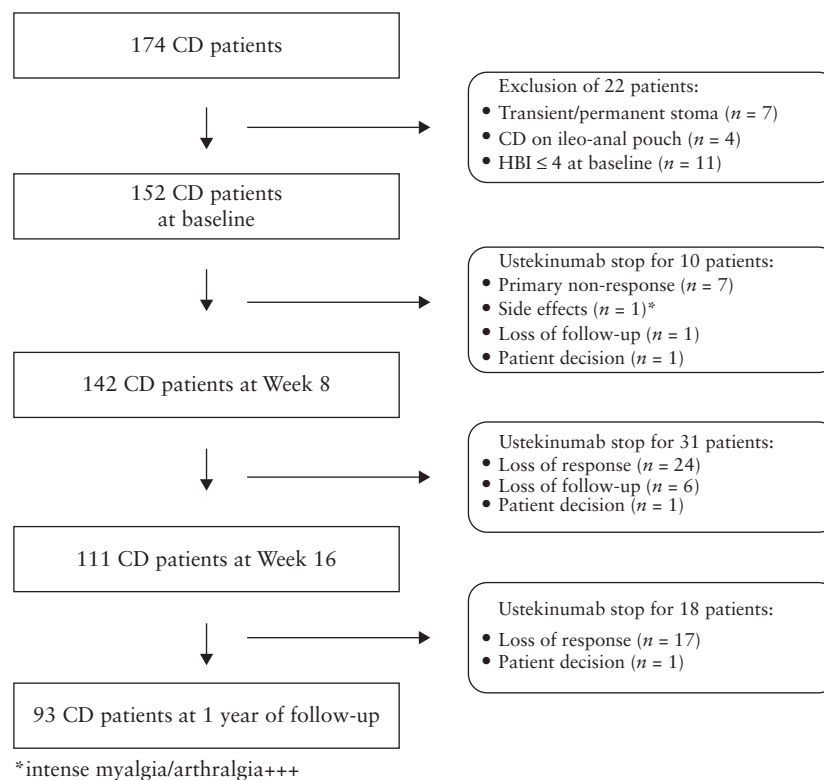 174 CD patients
Exclusion of 22 patients:
• Transient/permanent stoma (n = 7)
• CD on ileo-anal pouch (n = 4)
• HBI ≤ 4 at baseline (n = 11)
152 CD patients
at baseline
Ustekinumab stop for 10 patients:
• Primary non-response (n = 7)
• Side effects (n = 1)*
• Loss of follow-up (n = 1)
• Patient decision (n = 1)
142 CD patients at Week 8
Ustekinumab stop for 31 patients:
• Loss of response (n = 24)
• Loss of follow-up (n = 6)
• Patient decision (n = 1)
111 CD patients at Week 16
Ustekinumab stop for 18 patients:
• Loss of response (n = 17)
• Patient decision (n = 1)
93 CD patients at 1 year of follow-up
*intense myalgia/arthralgia+++